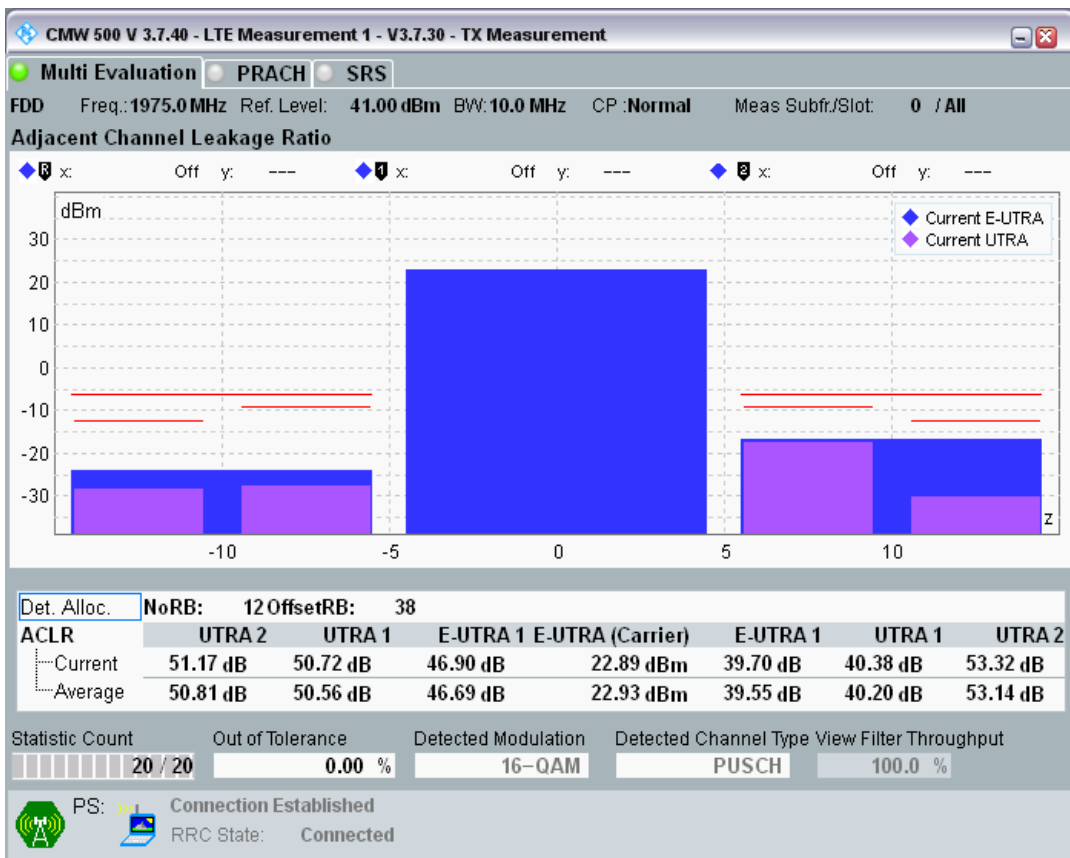 CMW 500 V 3.7.40 - LTE Measurement 1 - V3.7.30 - TX Measurement
Multi Evaluation PRACH SRS
FDD Freq.: 1975.0 MHz Ref. Level: 41.00 dBm BW: 10.0 MHz CP :Normal Meas Subfr./Slot: 0 / All
Adjacent Channel Leakage Ratio
R x: Off y: --- 1 x: Off y: --- 2 x: Off y: ---
dBm
Current E-UTRA
Current UTRA
30
20
10
0
-10
-20
-30
z
-10 -5 0 5 10
Det. Alloc. NoRB: 12 OffsetRB: 38
ACLR UTRA 2 UTRA 1 E-UTRA 1 E-UTRA (Carrier) E-UTRA 1 UTRA 1 UTRA 2
Current 51.17 dB 50.72 dB 46.90 dB 22.89 dBm 39.70 dB 40.38 dB 53.32 dB
Average 50.81 dB 50.56 dB 46.69 dB 22.93 dBm 39.55 dB 40.20 dB 53.14 dB
Statistic Count Out of Tolerance Detected Modulation Detected Channel Type View Filter Throughput
20 / 20 0.00 % 16-QAM PUSCH 100.0 %
PS: Connection Established
RRC State: Connected